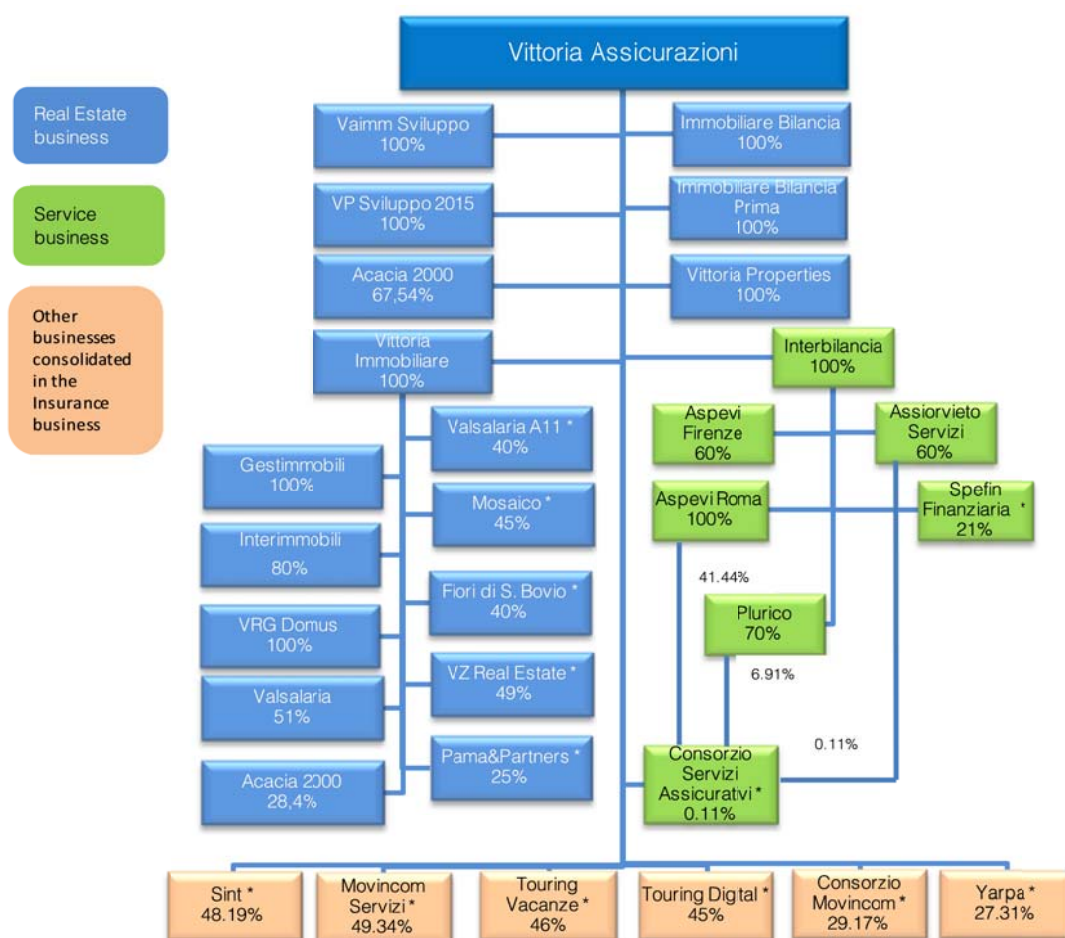 Vittoria Assicurazioni
Real Estate
business
Service
business
Other
businesses
consolidated
in the
Insurance
business
Vaimm Sviluppo
100%
Immobiliare Bilancia
100%
VP Sviluppo 2015
100%
Immobiliare Bilancia
Prima
100%
Acacia 2000
67,54%
Vittoria Properties
100%
Vittoria
Immobiliare
100%
Interbilancia
100%
Valsalaria A11 *
40%
Aspevi
Firenze
60%
Assiorvieto
Servizi
60%
Gestimmobili
100%
Mosaico *
45%
Aspevi Roma
100%
Spefin
Finanziaria *
21%
Interimmobili
80%
41.44%
Fiori di S. Bovio *
40%
Plurico
70%
VRG Domus
100%
6.91%
VZ Real Estate *
49%
Valsalaria
51%
0.11%
Pama&Partners *
25%
Consorzio
Servizi
Assicurativi *
0.11%
Acacia 2000
28,4%
Sint *
48.19%
Movincom
Servizi *
49.34%
Touring
Vacanze *
46%
Touring Digital *
45%
Consorzio
Movincom *
29.17%
Yarpa *
27.31%